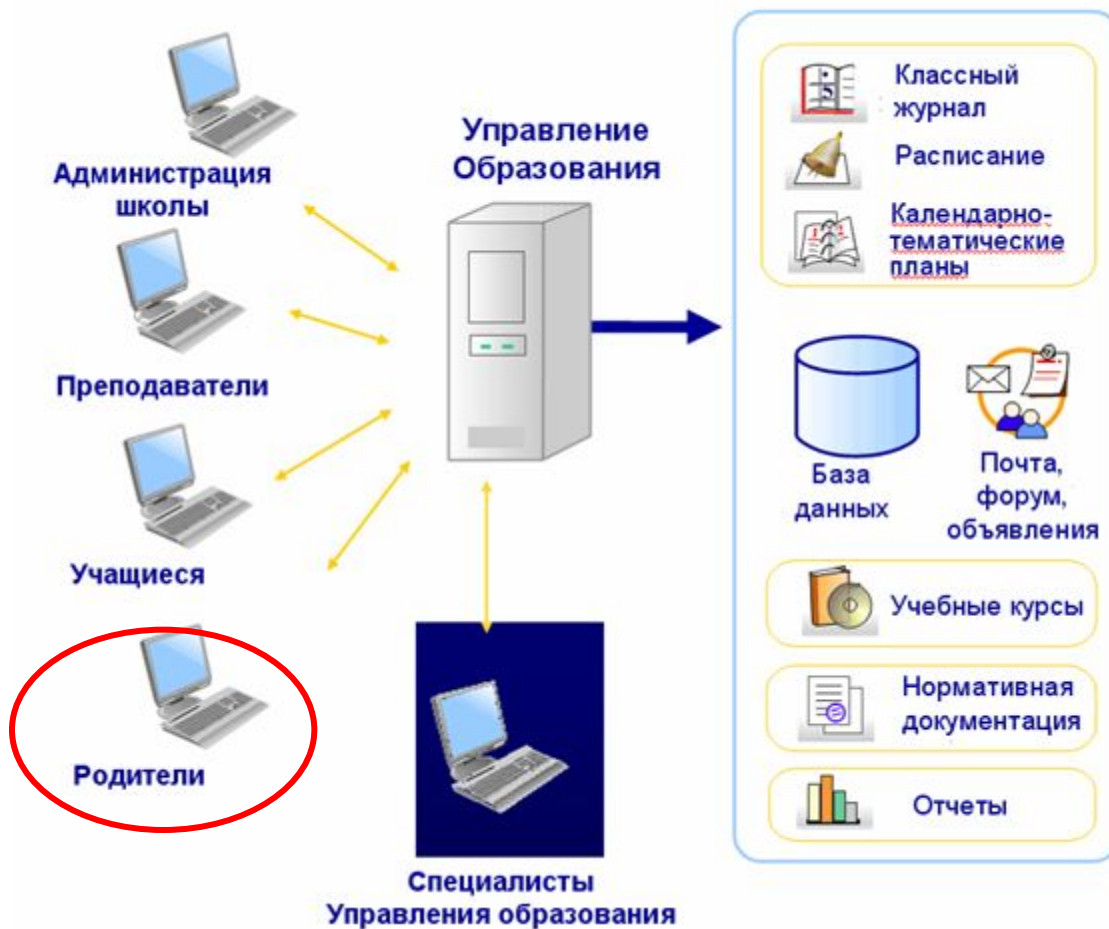 Администрация
школы
Преподаватели
Учащиеся
Родители
Управление
Образования
Специалисты
Управления образования
Классный
журнал
Расписание
Календарно-
тематические
планы
База
данных
Почта,
форум,
объявления
Учебные курсы
Нормативная
документация
Отчеты